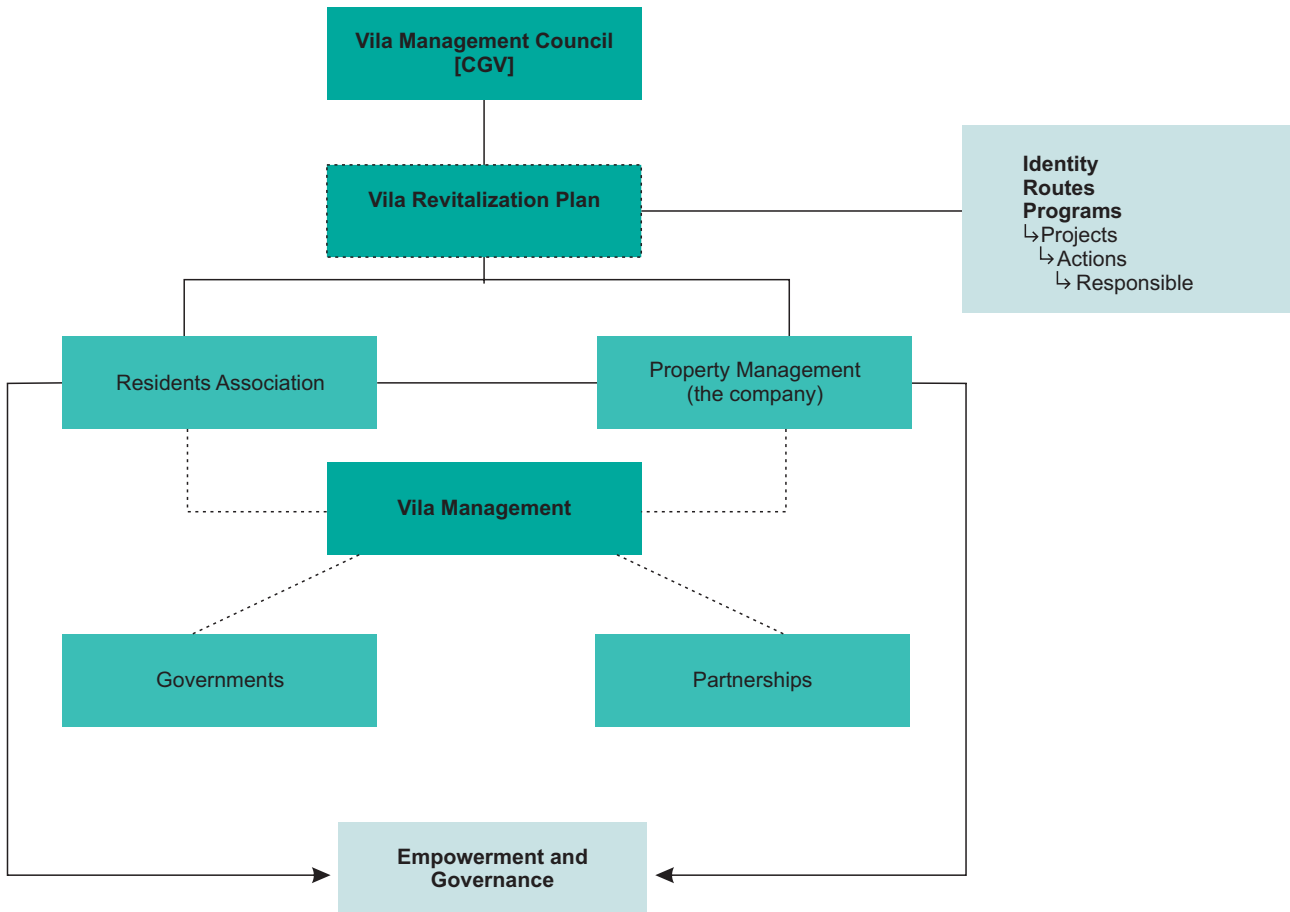 Vila Management Council
[CGV]
Vila Revitalization Plan
Identity
Routes
Programs
↳Projects
↳Actions
↳ Responsible
Residents Association
Property Management
(the company)
Vila Management
Governments
Partnerships
Empowerment and
Governance